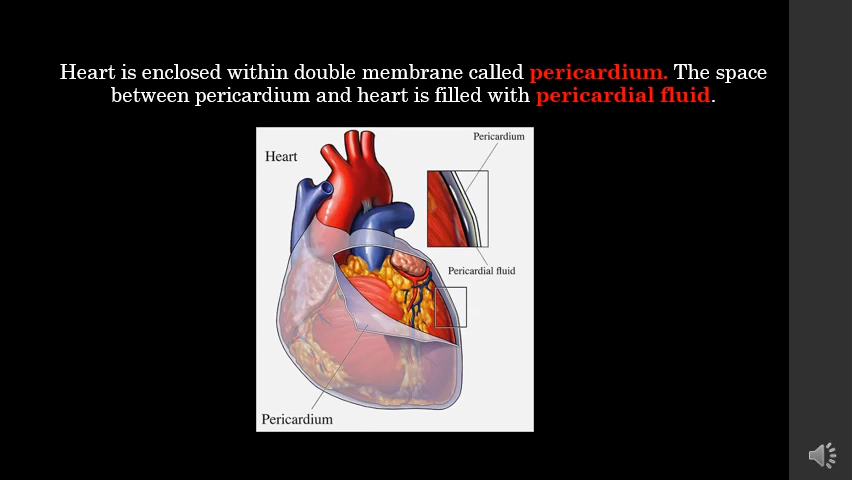 Heart is enclosed within double membrane called pericardium. The space
between pericardium and heart is filled with pericardial fluid.
Pericardium
Heart
Pericardial fluid
Pericardium